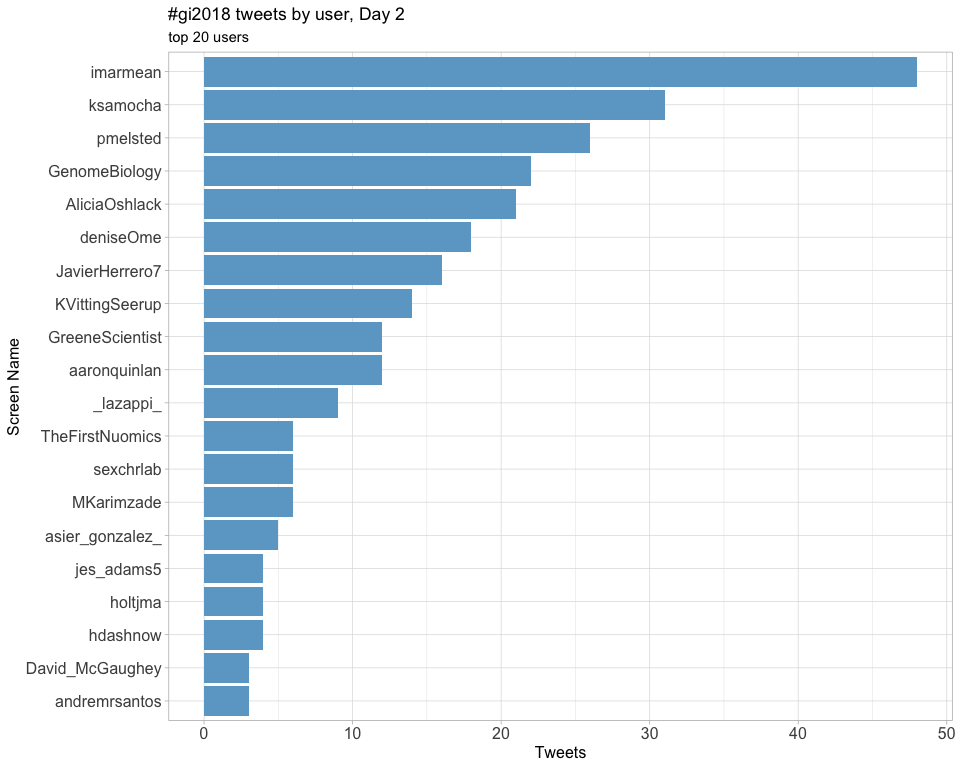 #gi2018 tweets by user, Day 2
top 20 users
Screen Name
imarmean
ksamocha
pmelsted
GenomeBiology
AliciaOshlack
deniseOme
JavierHerrero7
KVittingSeerup
GreeneScientist
aaronquinlan
_lazappi_
TheFirstNuomics
sexchrlab
MKarimzade
asier_gonzalez_
jes_adams5
holtjma
hdashnow
David_McGaughey
andremrsantos
0 10 20 30 40 50
Tweets